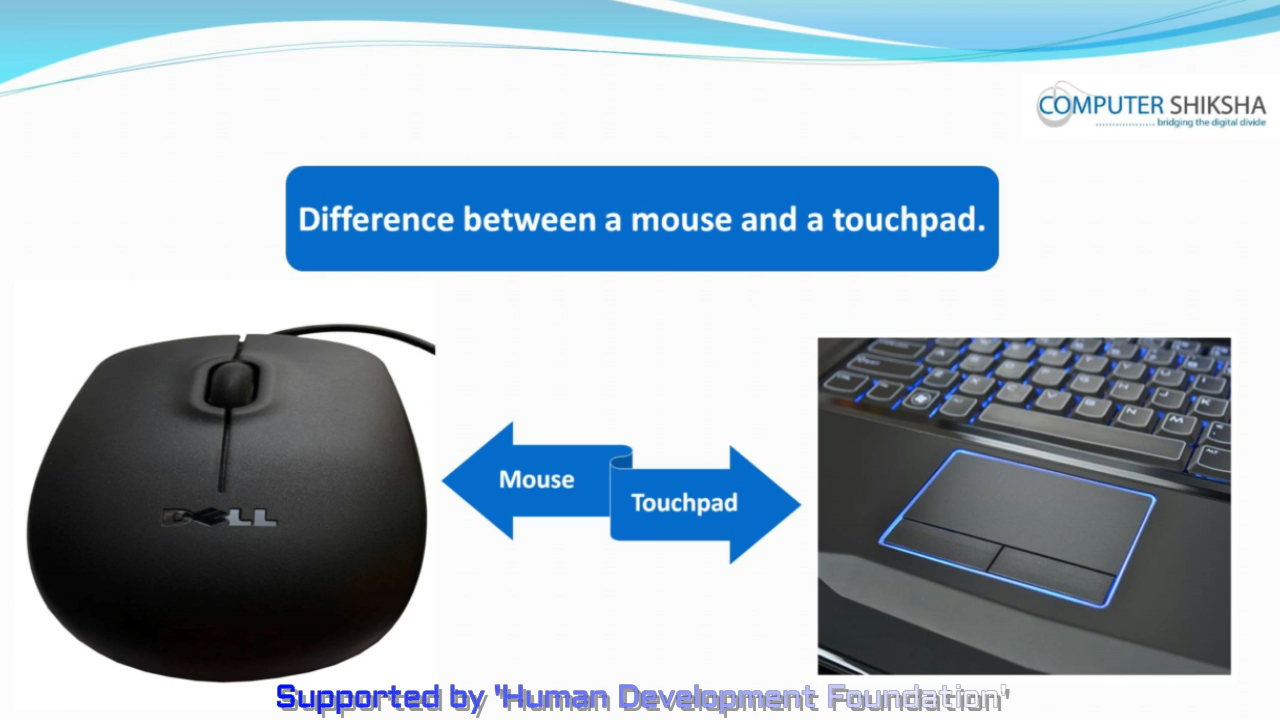 COMPUTER SHIKSHA
bridging the digital divide
Difference between a mouse and a touchpad.
Mouse
Touchpad
DELL
Supported by 'Human Development Foundation'